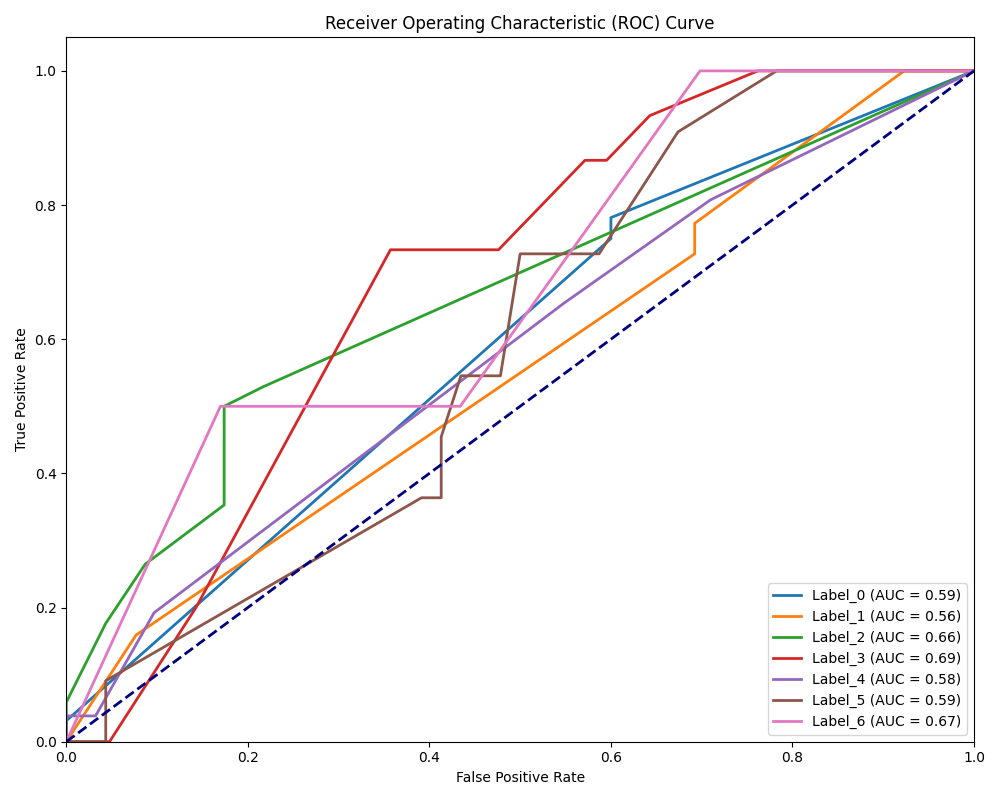 Receiver Operating Characteristic (ROC) Curve
True Positive Rate
1.0
0.8
0.6
0.4
0.2
0.0
Label_0 (AUC = 0.59)
Label_1 (AUC = 0.56)
Label_2 (AUC = 0.66)
Label_3 (AUC = 0.69)
Label_4 (AUC = 0.58)
Label_5 (AUC = 0.59)
Label_6 (AUC = 0.67)
0.0 0.2 0.4 0.6 0.8 1.0
False Positive Rate